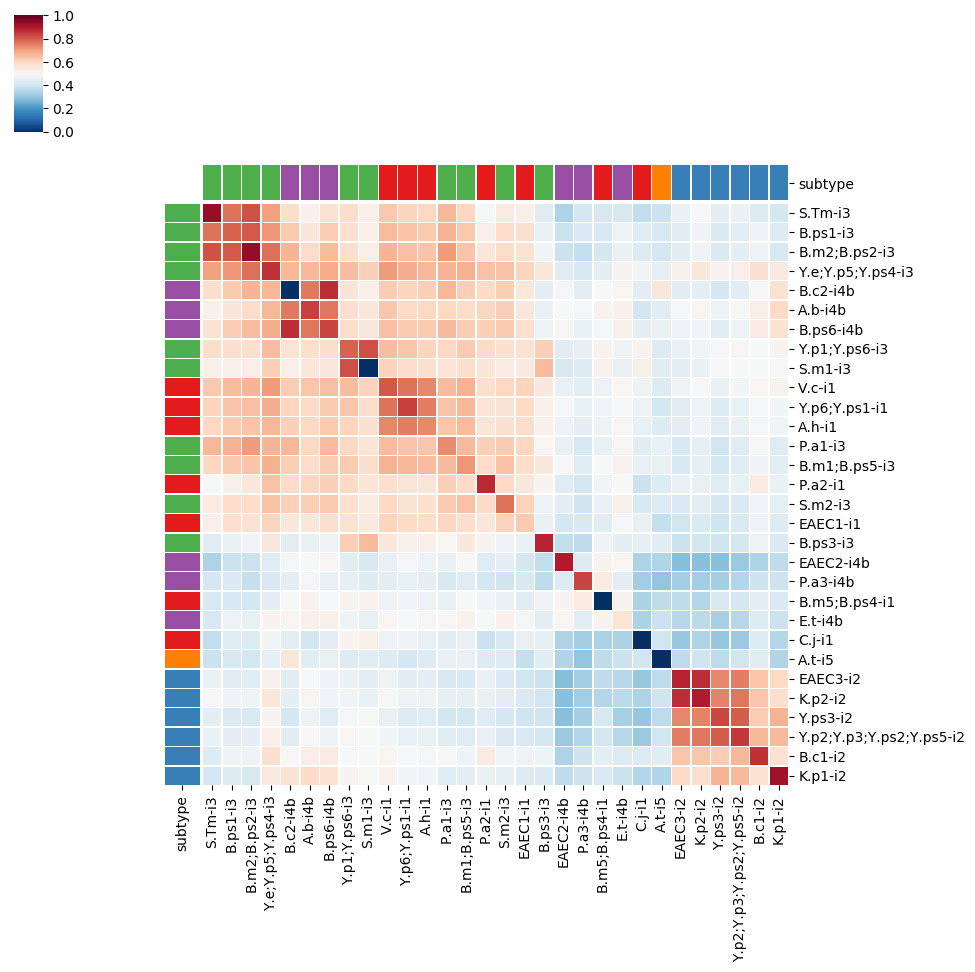 1.0
0.8
0.6
0.4
0.2
0.0
subtype
S.Tm-i3
B.ps1-i3
B.m2;B.ps2-i3
Y.e;Y.p5;Y.ps4-i3
B.c2-i4b
A.b-i4b
B.ps6-i4b
Y.p1;Y.ps6-i3
S.m1-i3
V.c-i1
Y.p6;Y.ps1-i1
A.h-i1
P.a1-i3
B.m1;B.ps5-i3
P.a2-i1
S.m2-i3
EAEC1-i1
B.ps3-i3
EAEC2-i4b
P.a3-i4b
B.m5;B.ps4-i1
E.t-i4b
C.j-i1
A.t-i5
EAEC3-i2
K.p2-i2
Y.ps3-i2
Y.p2;Y.p3;Y.ps2;Y.ps5-i2
B.c1-i2
K.p1-i2
subtype
S.Tm-i3
B.ps1-i3
B.m2;B.ps2-i3
Y.e;Y.p5;Y.ps4-i3
B.c2-i4b
A.b-i4b
B.ps6-i4b
Y.p1;Y.ps6-i3
S.m1-i3
V.c-i1
Y.p6;Y.ps1-i1
A.h-i1
P.a1-i3
B.m1;B.ps5-i3
P.a2-i1
S.m2-i3
EAEC1-i1
B.ps3-i3
EAEC2-i4b
P.a3-i4b
B.m5;B.ps4-i1
E.t-i4b
C.j-i1
A.t-i5
EAEC3-i2
K.p2-i2
Y.ps3-i2
Y.p2;Y.p3;Y.ps2;Y.ps5-i2
B.c1-i2
K.p1-i2